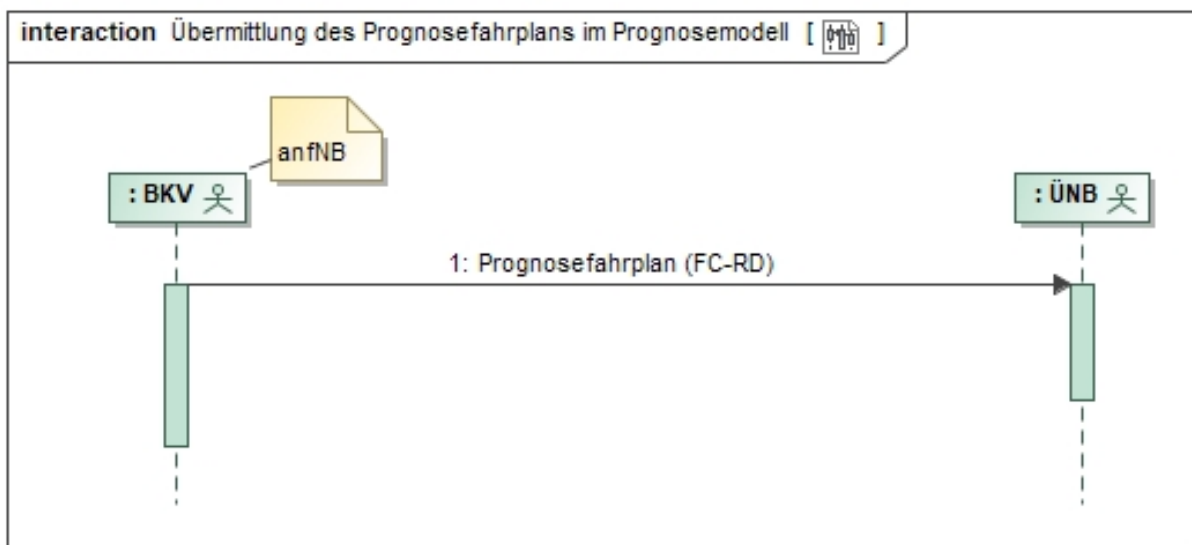 interaction Übermittlung des Prognosefahrplans im Prognosemodell [ ]
anfNB
: BKV
: ÜNB
1: Prognosefahrplan (FC-RD)